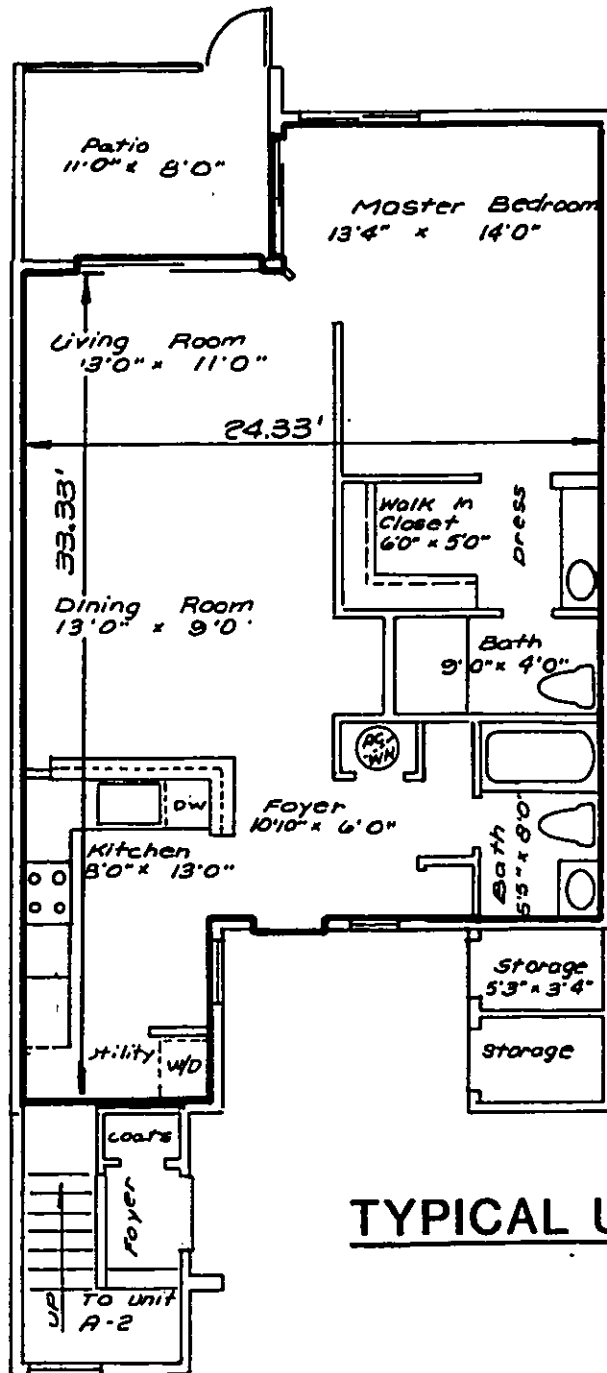 Patio
11'0" x 8'0"
Master Bedroom
13'4" x 14'0"
Living Room
13'0" x 11'0"
24.33'
33.33'
Walk In
Closet
6'0" x 5'0"
Dress
Dining Room
13'0" x 9'0'
Bath
9'0" x 4'0"
AC
WH
DW
Foyer
10'10" x 6'0"
Kitchen
8'0" x 13'0"
Bath
5'5" x 8'0"
Storage
5'3" x 3'4"
tility
W/D
Storage
Coats
Foyer
TYPICAL U
UP
To Unit
A-2